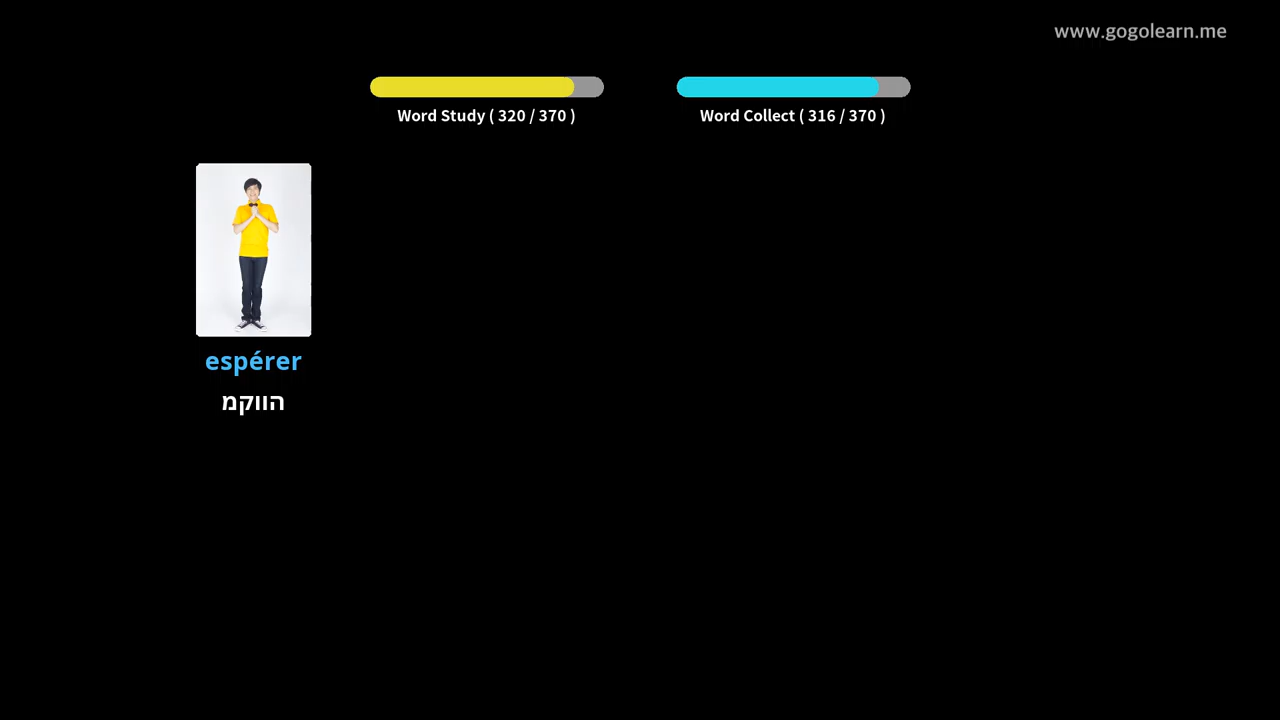 www.gogolearn.me
Word Study ( 320 / 370 )
Word Collect ( 316 / 370 )
espérer
הווקמ